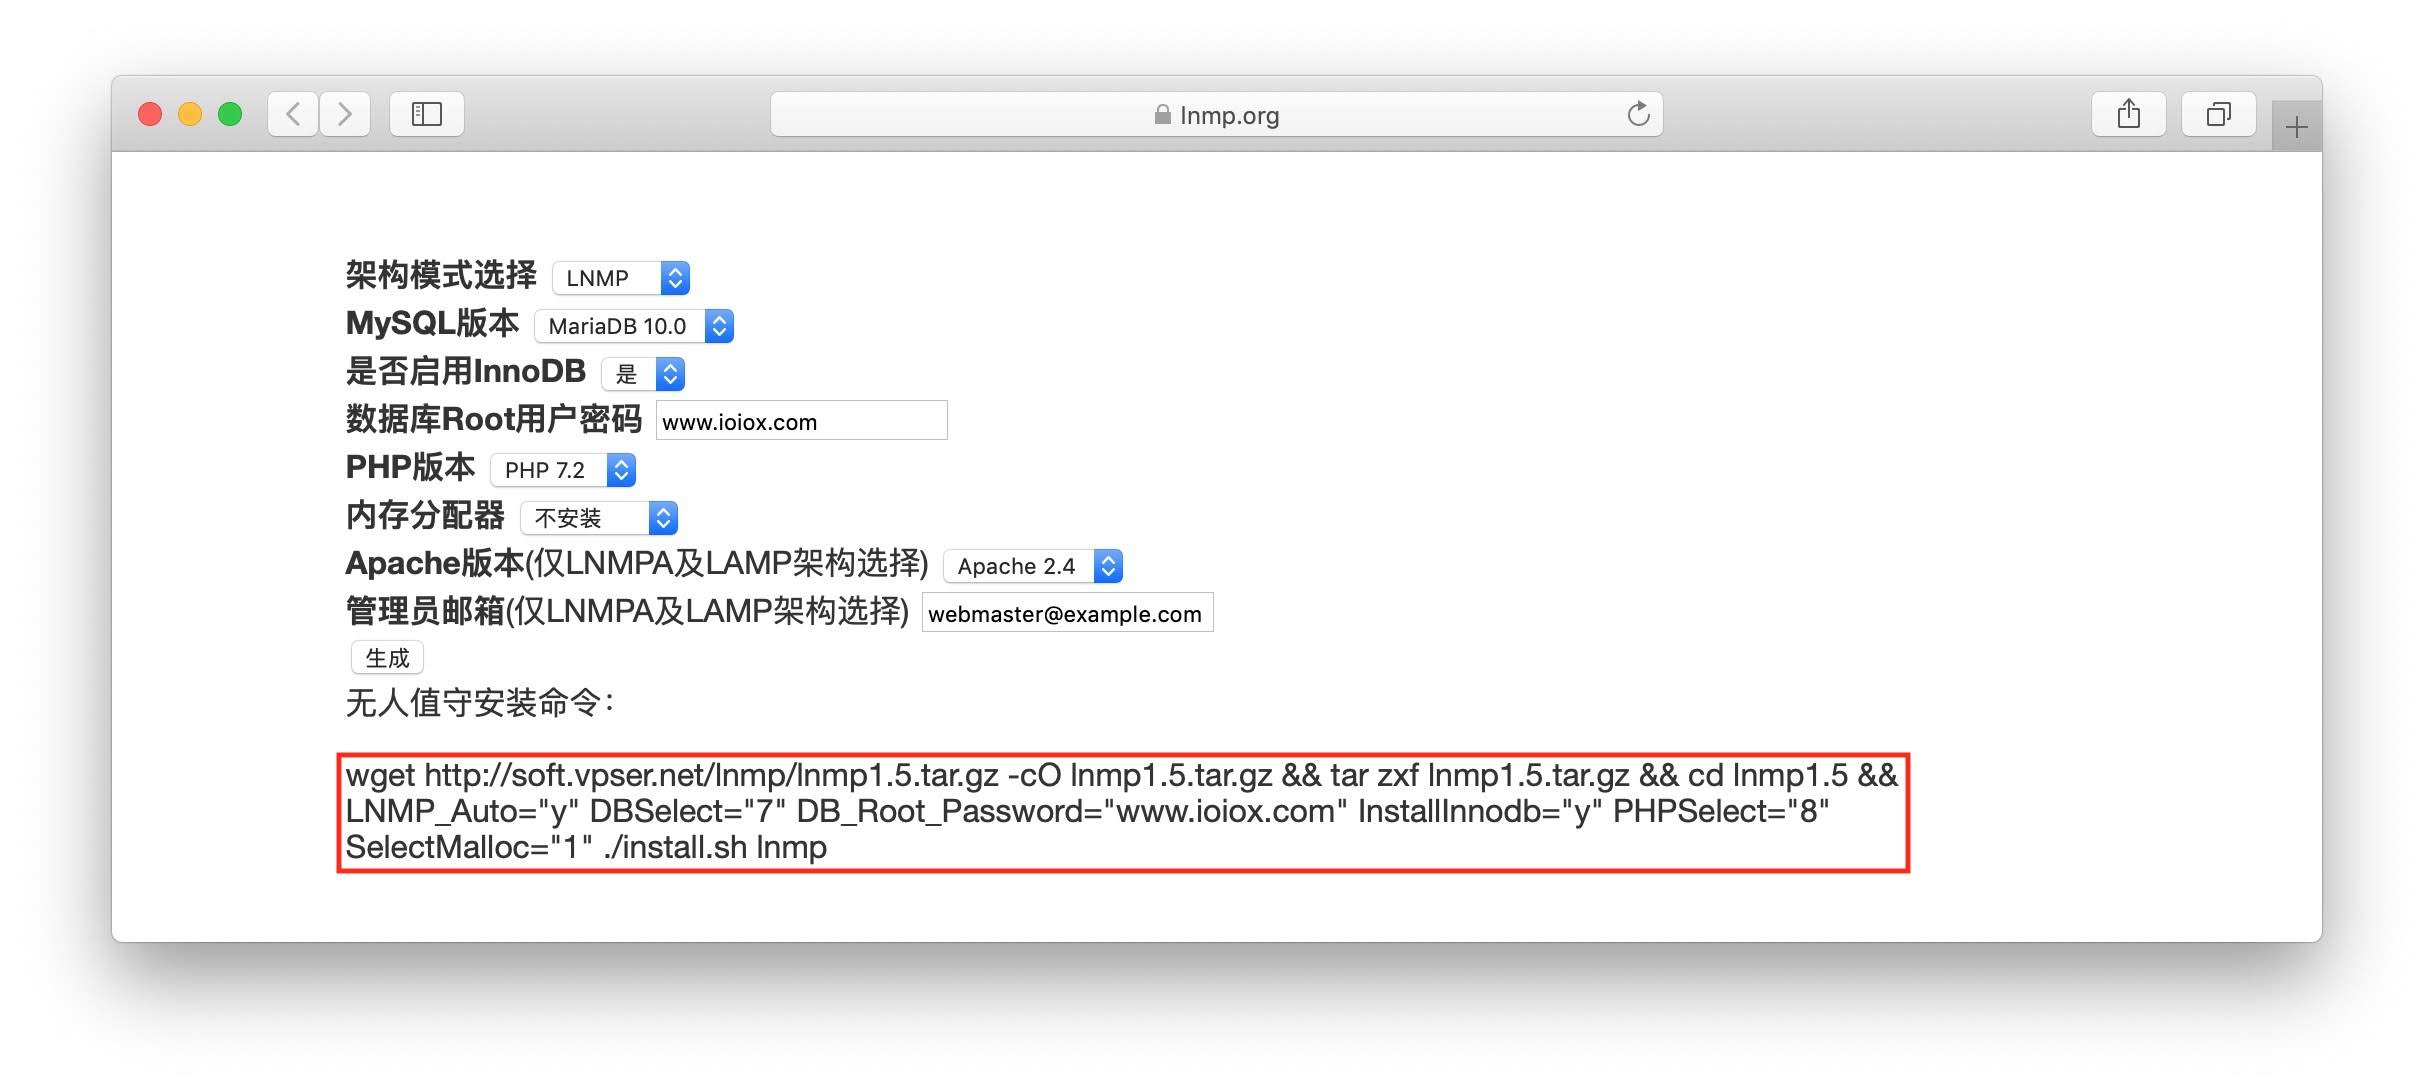 lnmp.org
架构模式选择 LNMP
MySQL版本 MariaDB 10.0
是否启用InnoDB 是
数据库Root用户密码 www.ioiox.com
PHP版本 PHP 7.2
内存分配器 不安装
Apache版本(仅LNMPA及LAMP架构选择) Apache 2.4
管理员邮箱(仅LNMPA及LAMP架构选择) webmaster@example.com
生成
无人值守安装命令：
wget http://soft.vpser.net/lnmp/lnmp1.5.tar.gz -cO lnmp1.5.tar.gz && tar zxf lnmp1.5.tar.gz && cd lnmp1.5 &&
LNMP_Auto="y" DBSelect="7" DB_Root_Password="www.ioiox.com" InstallInnodb="y" PHPSelect="8"
SelectMalloc="1" ./install.sh lnmp